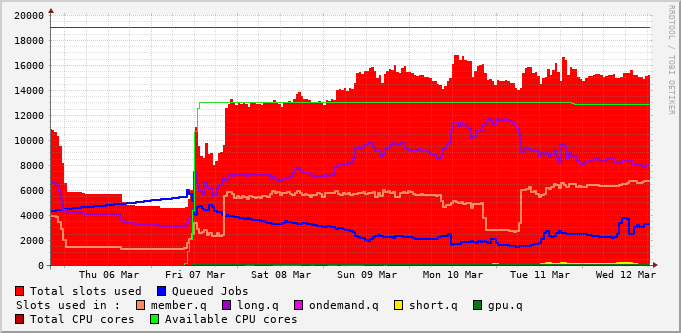 20000
18000
16000
14000
12000
10000
8000
6000
4000
2000
0
Thu 06 Mar Fri 07 Mar Sat 08 Mar Sun 09 Mar Mon 10 Mar Tue 11 Mar Wed 12 Mar
Total slots used Queued Jobs
Slots used in : member.q long.q ondemand.q short.q gpu.q
Total CPU cores Available CPU cores
RRDTOOL / TOBI OETIKER